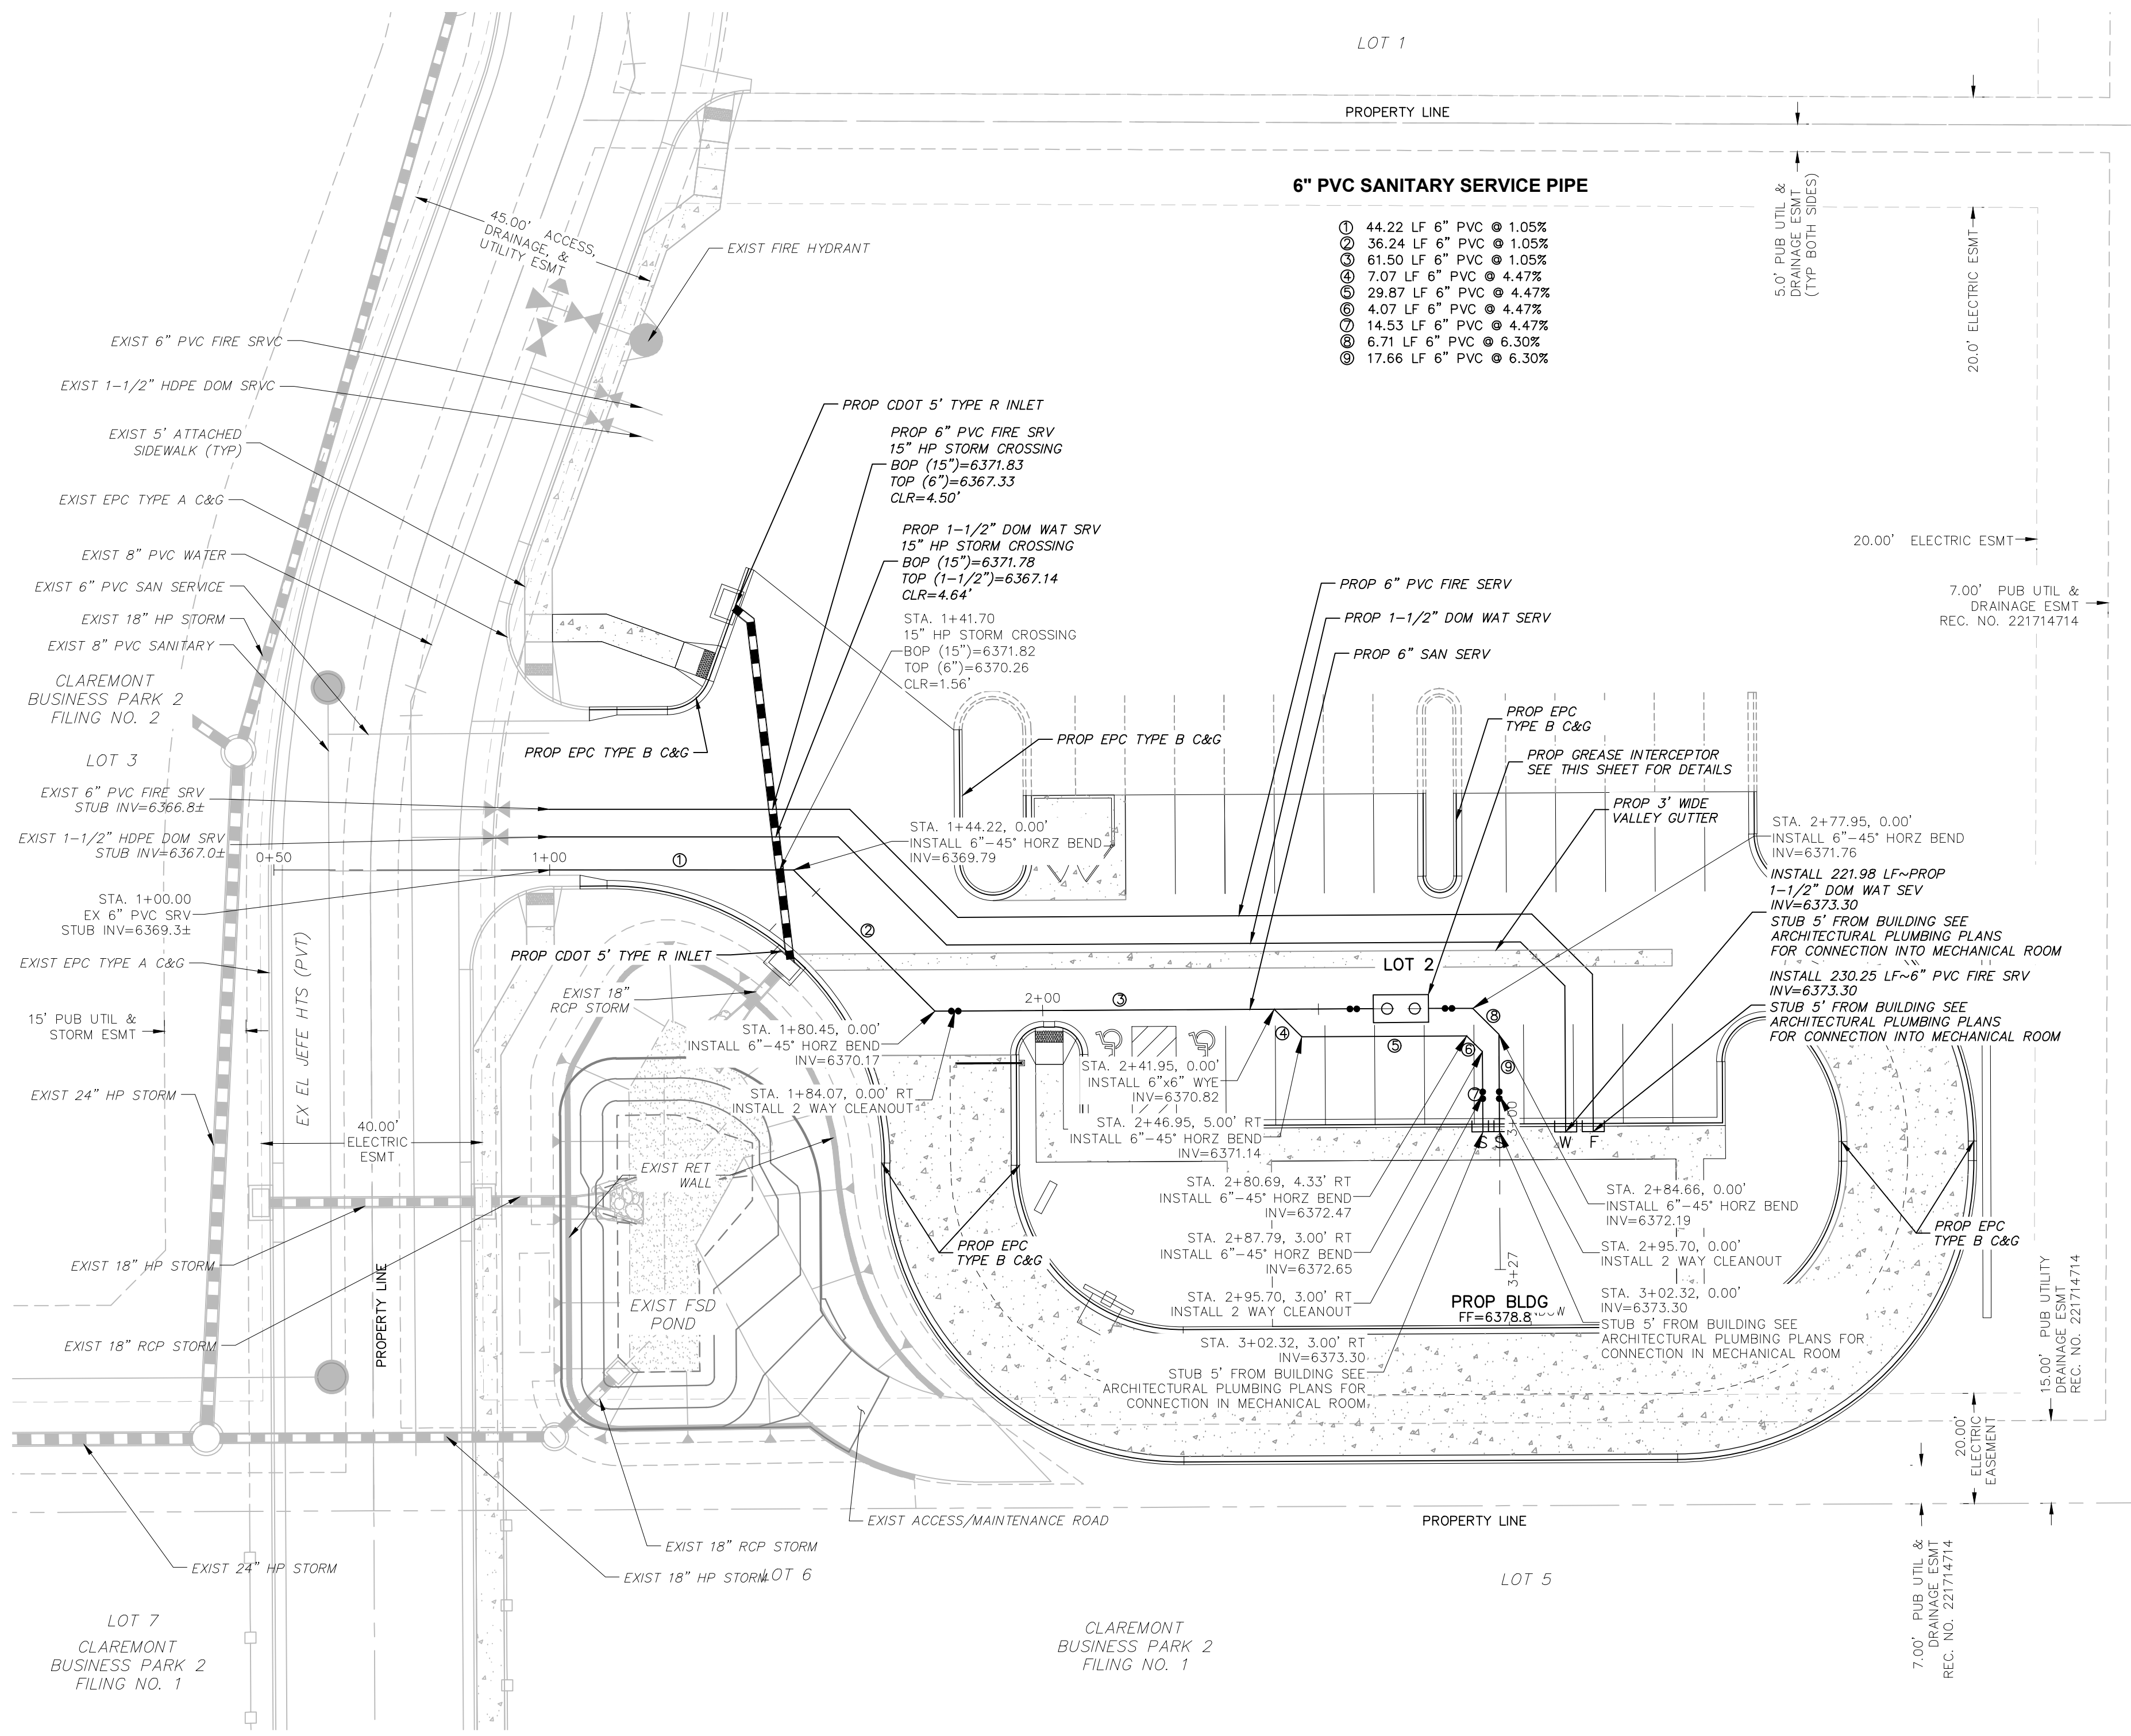 LOT 1
PROPERTY LINE
6" PVC SANITARY SERVICE PIPE
① 44.22 LF 6" PVC @ 1.05%
② 36.24 LF 6" PVC @ 1.05%
③ 61.50 LF 6" PVC @ 1.05%
④ 7.07 LF 6" PVC @ 4.47%
⑤ 29.87 LF 6" PVC @ 4.47%
⑥ 4.07 LF 6" PVC @ 4.47%
⑦ 14.53 LF 6" PVC @ 4.47%
⑧ 6.71 LF 6" PVC @ 6.30%
⑨ 17.66 LF 6" PVC @ 6.30%
5.0' PUB UTIL &
DRAINAGE ESMT
(TYP BOTH SIDES)
20.0' ELECTRIC ESMT
45.00' ACCESS,
DRAINAGE, &
UTILITY ESMT
EXIST FIRE HYDRANT
EXIST 6" PVC FIRE SRVC
EXIST 1-1/2" HDPE DOM SRVC
EXIST 5' ATTACHED
SIDEWALK (TYP)
EXIST EPC TYPE A C&G
EXIST 8" PVC WATER
EXIST 6" PVC SAN SERVICE
EXIST 18" HP STORM
EXIST 8" PVC SANITARY
CLAREMONT
BUSINESS PARK 2
FILING NO. 2
LOT 3
EXIST 6" PVC FIRE SRV
STUB INV=6366.8±
EXIST 1-1/2" HDPE DOM SRV
STUB INV=6367.0±
0+50
1+00
①
STA. 1+00.00
EX 6" PVC SRV
STUB INV=6369.3±
EXIST EPC TYPE A C&G
15' PUB UTIL &
STORM ESMT
EX EL JEFE HTS (PVT)
EXIST 24" HP STORM
40.00'
ELECTRIC
ESMT
EXIST 18" HP STORM
PROPERTY LINE
EXIST 18" RCP STORM
PROP CDOT 5' TYPE R INLET
PROP 6" PVC FIRE SRV
15" HP STORM CROSSING
BOP (15")=6371.83
TOP (6")=6367.33
CLR=4.50'
PROP 1-1/2" DOM WAT SRV
15" HP STORM CROSSING
BOP (15")=6371.78
TOP (1-1/2")=6367.14
CLR=4.64'
STA. 1+41.70
15" HP STORM CROSSING
BOP (15")=6371.82
TOP (6")=6370.26
CLR=1.56'
PROP EPC TYPE B C&G
PROP EPC TYPE B C&G
STA. 1+44.22, 0.00'
INSTALL 6"-45° HORZ BEND
INV=6369.79
PROP 6" PVC FIRE SERV
PROP 1-1/2" DOM WAT SERV
PROP 6" SAN SERV
PROP EPC
TYPE B C&G
PROP GREASE INTERCEPTOR
SEE THIS SHEET FOR DETAILS
PROP 3' WIDE
VALLEY GUTTER
20.00' ELECTRIC ESMT
7.00' PUB UTIL &
DRAINAGE ESMT
REC. NO. 221714714
STA. 2+77.95, 0.00'
INSTALL 6"-45° HORZ BEND
INV=6371.76
INSTALL 221.98 LF~PROP
1-1/2" DOM WAT SEV
INV=6373.30
STUB 5' FROM BUILDING SEE
ARCHITECTURAL PLUMBING PLANS
FOR CONNECTION INTO MECHANICAL ROOM
INSTALL 230.25 LF~6" PVC FIRE SRV
INV=6373.30
STUB 5' FROM BUILDING SEE
ARCHITECTURAL PLUMBING PLANS
FOR CONNECTION INTO MECHANICAL ROOM
②
PROP CDOT 5' TYPE R INLET
LOT 2
EXIST 18"
RCP STORM
2+00
③
④
⑤
⑥
⑦
⑧
⑨
STA. 1+80.45, 0.00'
INSTALL 6"-45° HORZ BEND
INV=6370.17
STA. 1+84.07, 0.00' RT
INSTALL 2 WAY CLEANOUT
STA. 2+41.95, 0.00'
INSTALL 6"x6" WYE
INV=6370.82
STA. 2+46.95, 5.00' RT
INSTALL 6"-45° HORZ BEND
INV=6371.14
3+00
S S W F
EXIST RET
WALL
STA. 2+80.69, 4.33' RT
INSTALL 6"-45° HORZ BEND
INV=6372.47
STA. 2+87.79, 3.00' RT
INSTALL 6"-45° HORZ BEND
INV=6372.65
STA. 2+95.70, 3.00' RT
INSTALL 2 WAY CLEANOUT
STA. 3+02.32, 3.00' RT
INV=6373.30
STUB 5' FROM BUILDING SEE
ARCHITECTURAL PLUMBING PLANS FOR
CONNECTION IN MECHANICAL ROOM
3+27
PROP BLDG
FF=6378.8
STA. 2+84.66, 0.00'
INSTALL 6"-45° HORZ BEND
INV=6372.19
STA. 2+95.70, 0.00'
INSTALL 2 WAY CLEANOUT
STA. 3+02.32, 0.00'
INV=6373.30
STUB 5' FROM BUILDING SEE
ARCHITECTURAL PLUMBING PLANS FOR
CONNECTION IN MECHANICAL ROOM
PROP EPC
TYPE B C&G
PROP EPC
TYPE B C&G
EXIST FSD
POND
15.00' PUB UTILITY
DRAINAGE ESMT
REC. NO. 221714714
20.00'
ELECTRIC
EASEMENT
EXIST ACCESS/MAINTENANCE ROAD
PROPERTY LINE
EXIST 18" RCP STORM
EXIST 18" HP STORM
LOT 6
EXIST 24" HP STORM
LOT 5
7.00' PUB UTIL &
DRAINAGE ESMT
REC. NO. 221714714
LOT 7
CLAREMONT
BUSINESS PARK 2
FILING NO. 1
CLAREMONT
BUSINESS PARK 2
FILING NO. 1